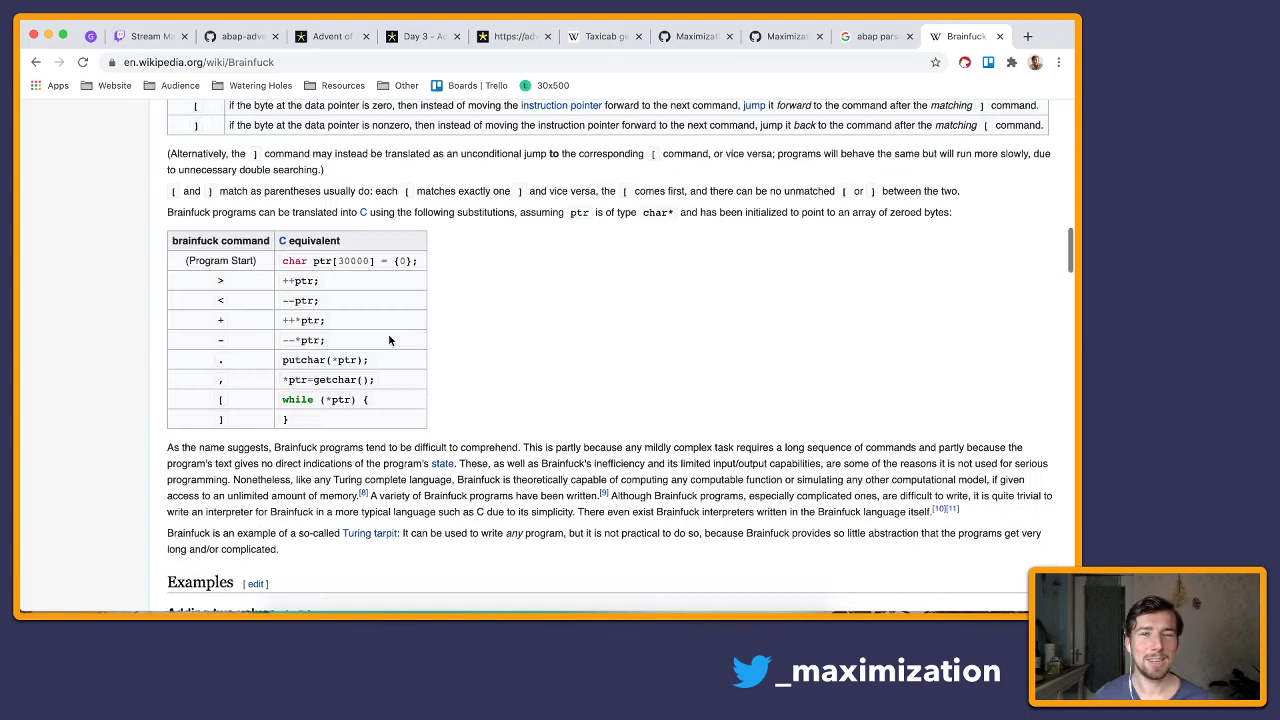 Stream Ma
abap-adve
Advent of
Day 3 - Ac
https://adv
Taxicab ge
Maximizati
Maximizati
abap parsi
Brainfuck
en.wikipedia.org/wiki/Brainfuck
Apps Website Audience Watering Holes Resources Other Boards | Trello 30x500
[ if the byte at the data pointer is zero, then instead of moving the instruction pointer forward to the next command, jump it forward to the command after the matching ] command.
] if the byte at the data pointer is nonzero, then instead of moving the instruction pointer forward to the next command, jump it back to the command after the matching [ command.
(Alternatively, the ] command may instead be translated as an unconditional jump to the corresponding [ command, or vice versa; programs will behave the same but will run more slowly, due
to unnecessary double searching.)
[ and ] match as parentheses usually do: each [ matches exactly one ] and vice versa, the [ comes first, and there can be no unmatched [ or ] between the two.
Brainfuck programs can be translated into C using the following substitutions, assuming ptr is of type char* and has been initialized to point to an array of zeroed bytes:
brainfuck command C equivalent
(Program Start) char ptr[30000] = {0};
> ++ptr;
< --ptr;
+ ++*ptr;
- --*ptr;
. putchar(*ptr);
, *ptr=getchar();
[ while (*ptr) {
] }
As the name suggests, Brainfuck programs tend to be difficult to comprehend. This is partly because any mildly complex task requires a long sequence of commands and partly because the
program's text gives no direct indications of the program's state. These, as well as Brainfuck's inefficiency and its limited input/output capabilities, are some of the reasons it is not used for serious
programming. Nonetheless, like any Turing complete language, Brainfuck is theoretically capable of computing any computable function or simulating any other computational model, if given
access to an unlimited amount of memory.[8] A variety of Brainfuck programs have been written.[9] Although Brainfuck programs, especially complicated ones, are difficult to write, it is quite trivial to
write an interpreter for Brainfuck in a more typical language such as C due to its simplicity. There even exist Brainfuck interpreters written in the Brainfuck language itself.[10][11]
Brainfuck is an example of a so-called Turing tarpit: It can be used to write any program, but it is not practical to do so, because Brainfuck provides so little abstraction that the programs get very
long and/or complicated.
Examples [ edit ]
Adding two values
_maximization